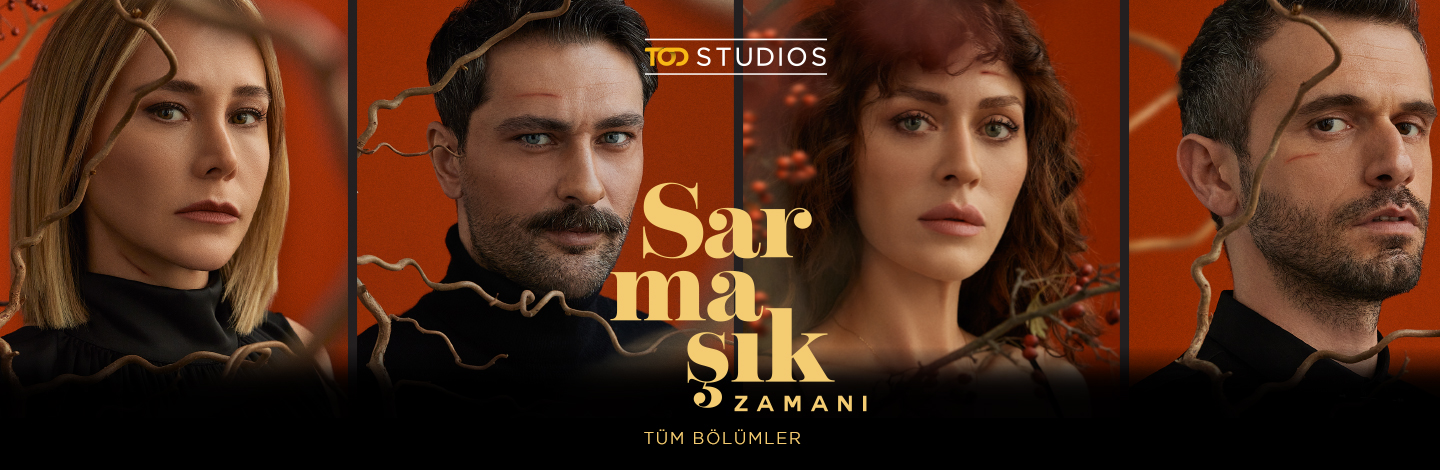 TOD STUDIOS
Sar
ma
şık
ZAMANI
TÜM BÖLÜMLER